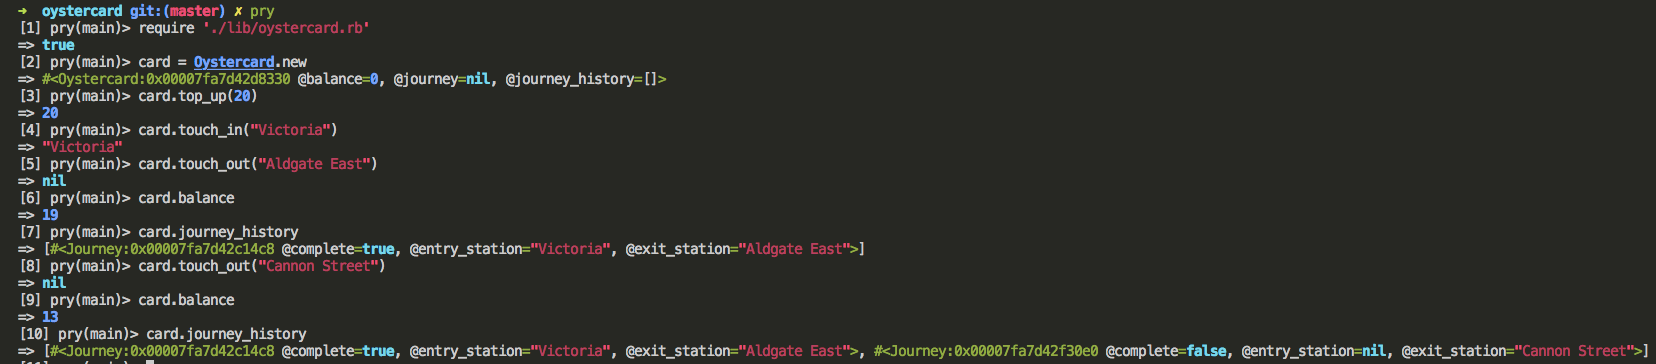 ➜  oystercard git:(master) ✗ pry
[1] pry(main)> require './lib/oystercard.rb'
=> true
[2] pry(main)> card = Oystercard.new
=> #<Oystercard:0x00007fa7d42d8330 @balance=0, @journey=nil, @journey_history=[]>
[3] pry(main)> card.top_up(20)
=> 20
[4] pry(main)> card.touch_in("Victoria")
=> "Victoria"
[5] pry(main)> card.touch_out("Aldgate East")
=> nil
[6] pry(main)> card.balance
=> 19
[7] pry(main)> card.journey_history
=> [#<Journey:0x00007fa7d42c14c8 @complete=true, @entry_station="Victoria", @exit_station="Aldgate East">]
[8] pry(main)> card.touch_out("Cannon Street")
=> nil
[9] pry(main)> card.balance
=> 13
[10] pry(main)> card.journey_history
=> [#<Journey:0x00007fa7d42c14c8 @complete=true, @entry_station="Victoria", @exit_station="Aldgate East">, #<Journey:0x00007fa7d42f30e0 @complete=false, @entry_station=nil, @exit_station="Cannon Street">]